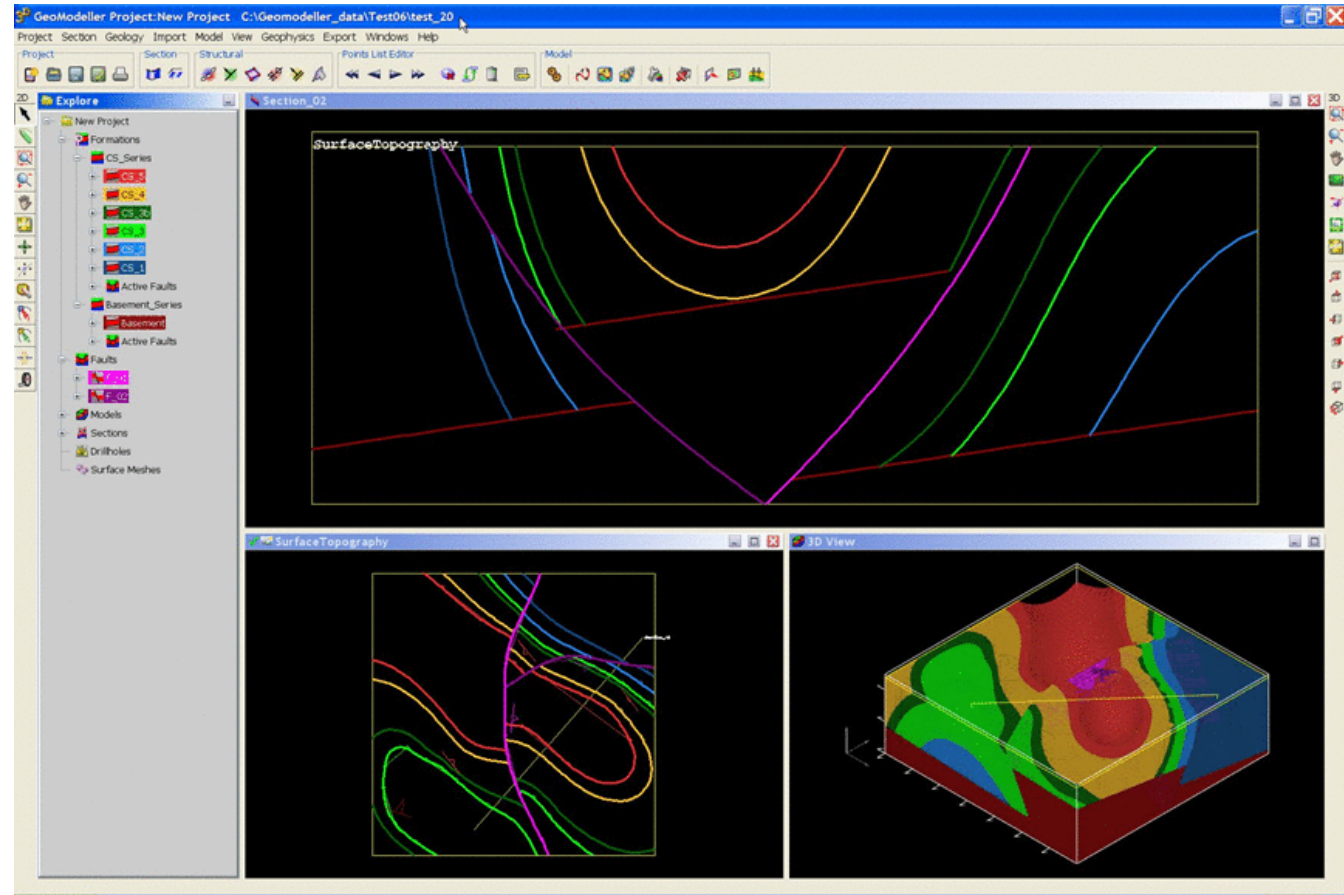 GeoModeller Project:New Project C:\Geomodeller_data\Test06\test_20
Project Section Geology Import Model View Geophysics Export Windows Help
Project Section Structural Points List Editor Model
2D
Explore
New Project
Formations
CS_Series
CS_5
CS_4
CS_3b
CS_3
CS_2
CS_1
Active Faults
Basement_Series
Basement
Active Faults
Faults
F_02
Models
Sections
Drillholes
Surface Meshes
Section_02
SurfaceTopography
SurfaceTopography
3D View
3D